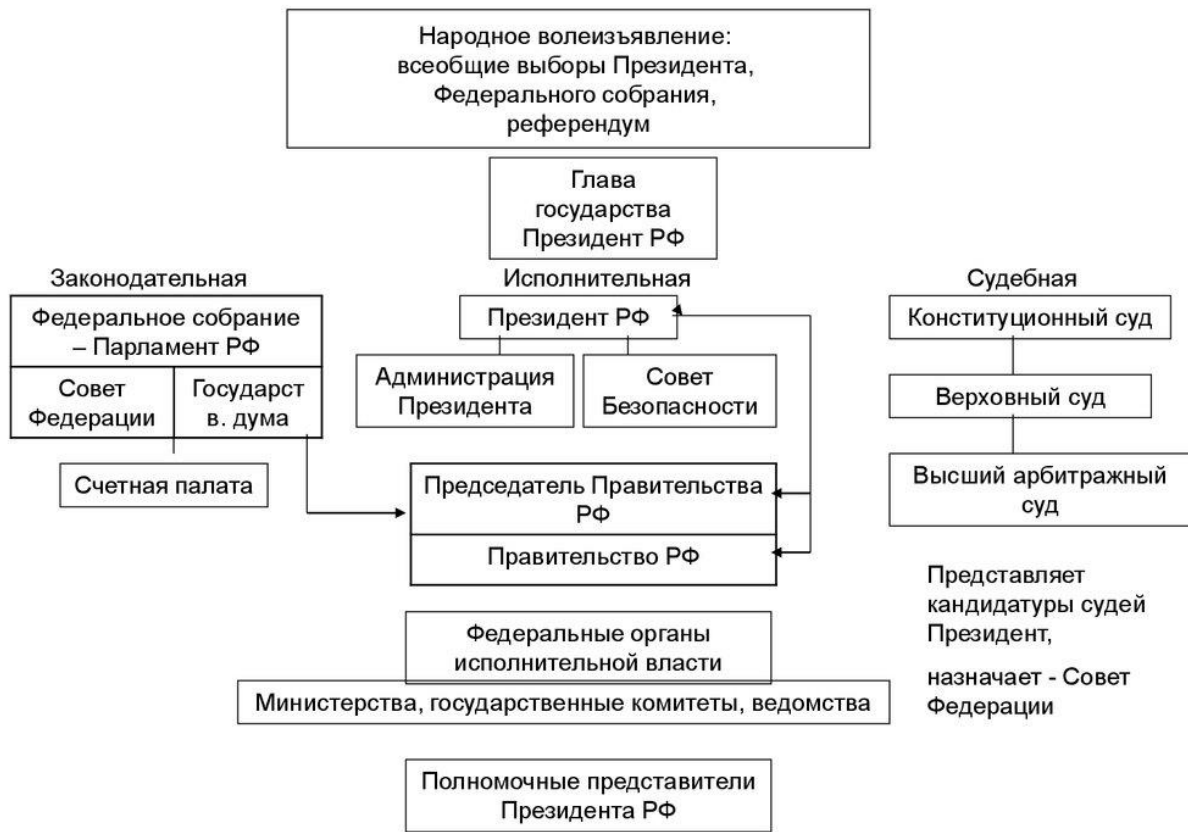 Народное волеизъявление:
всеобщие выборы Президента,
Федерального собрания,
референдум
Глава
государства
Президент РФ
Законодательная
Федеральное собрание
– Парламент РФ
Совет
Федерации
Государст
в. дума
Счетная палата
Исполнительная
Президент РФ
Администрация
Президента
Совет
Безопасности
Председатель Правительства
РФ
Правительство РФ
Федеральные органы
исполнительной власти
Министерства, государственные комитеты, ведомства
Полномочные представители
Президента РФ
Судебная
Конституционный суд
Верховный суд
Высший арбитражный
суд
Представляет
кандидатуры судей
Президент,
назначает - Совет
Федерации